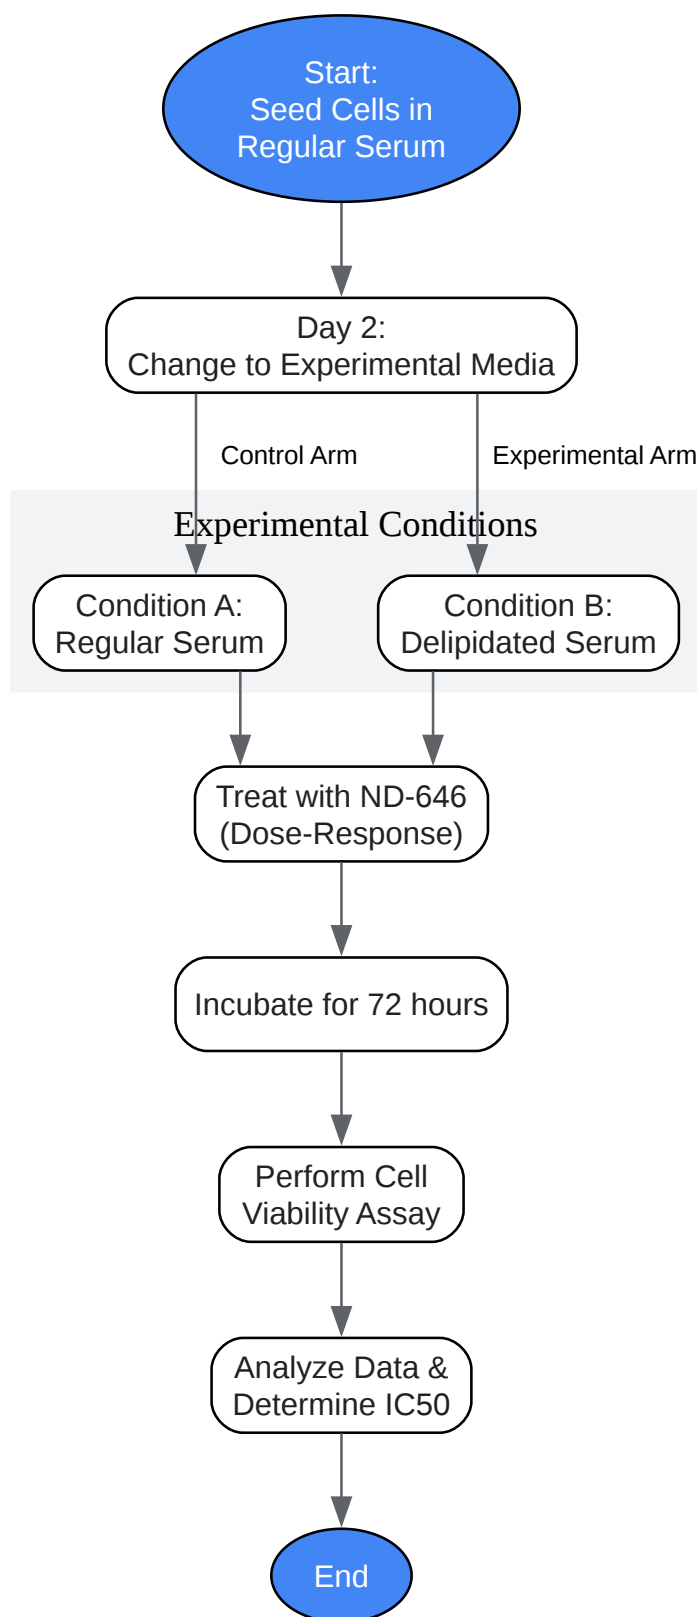 Start:
Seed Cells in
Regular Serum
Day 2:
Change to Experimental Media
Control Arm
Experimental Arm
Experimental Conditions
Condition A:
Regular Serum
Condition B:
Delipidated Serum
Treat with ND-646
(Dose-Response)
Incubate for 72 hours
Perform Cell
Viability Assay
Analyze Data &
Determine IC50
End